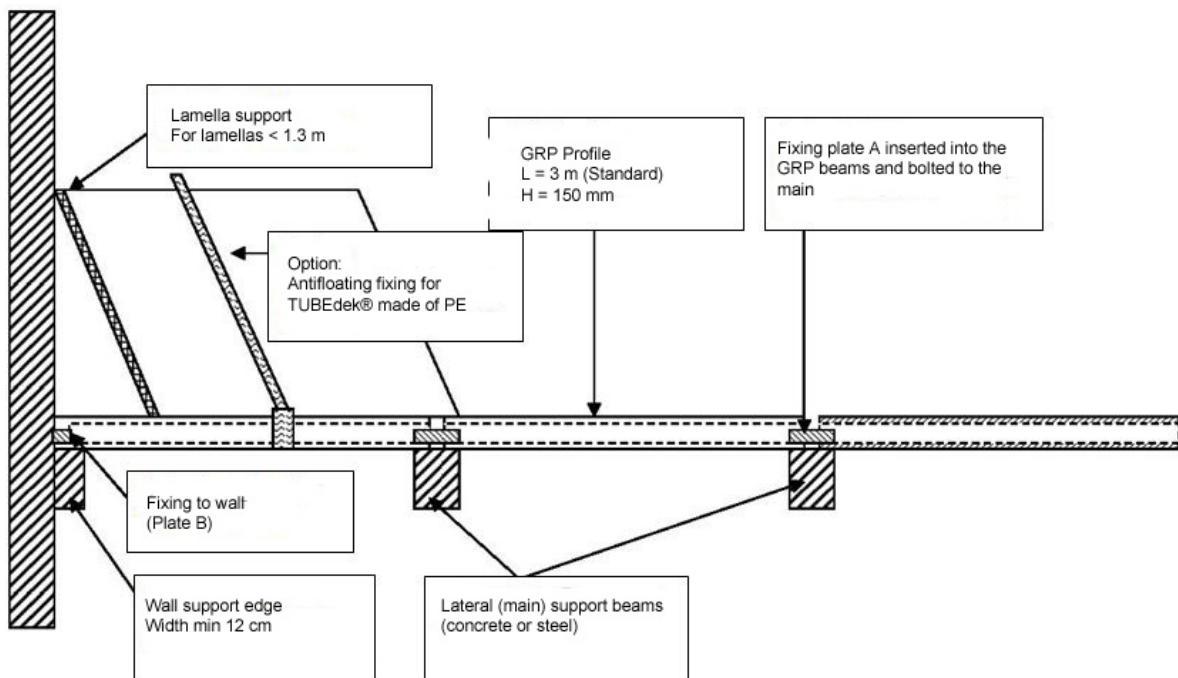 Lamella support
For lamellas < 1.3 m
GRP Profile
L = 3 m (Standard)
H = 150 mm
Fixing plate A inserted into the
GRP beams and bolted to the
main
Option:
Antifloating fixing for
TUBEdek® made of PE
Fixing to wall
(Plate B)
Wall support edge
Width min 12 cm
Lateral (main) support beams
(concrete or steel)